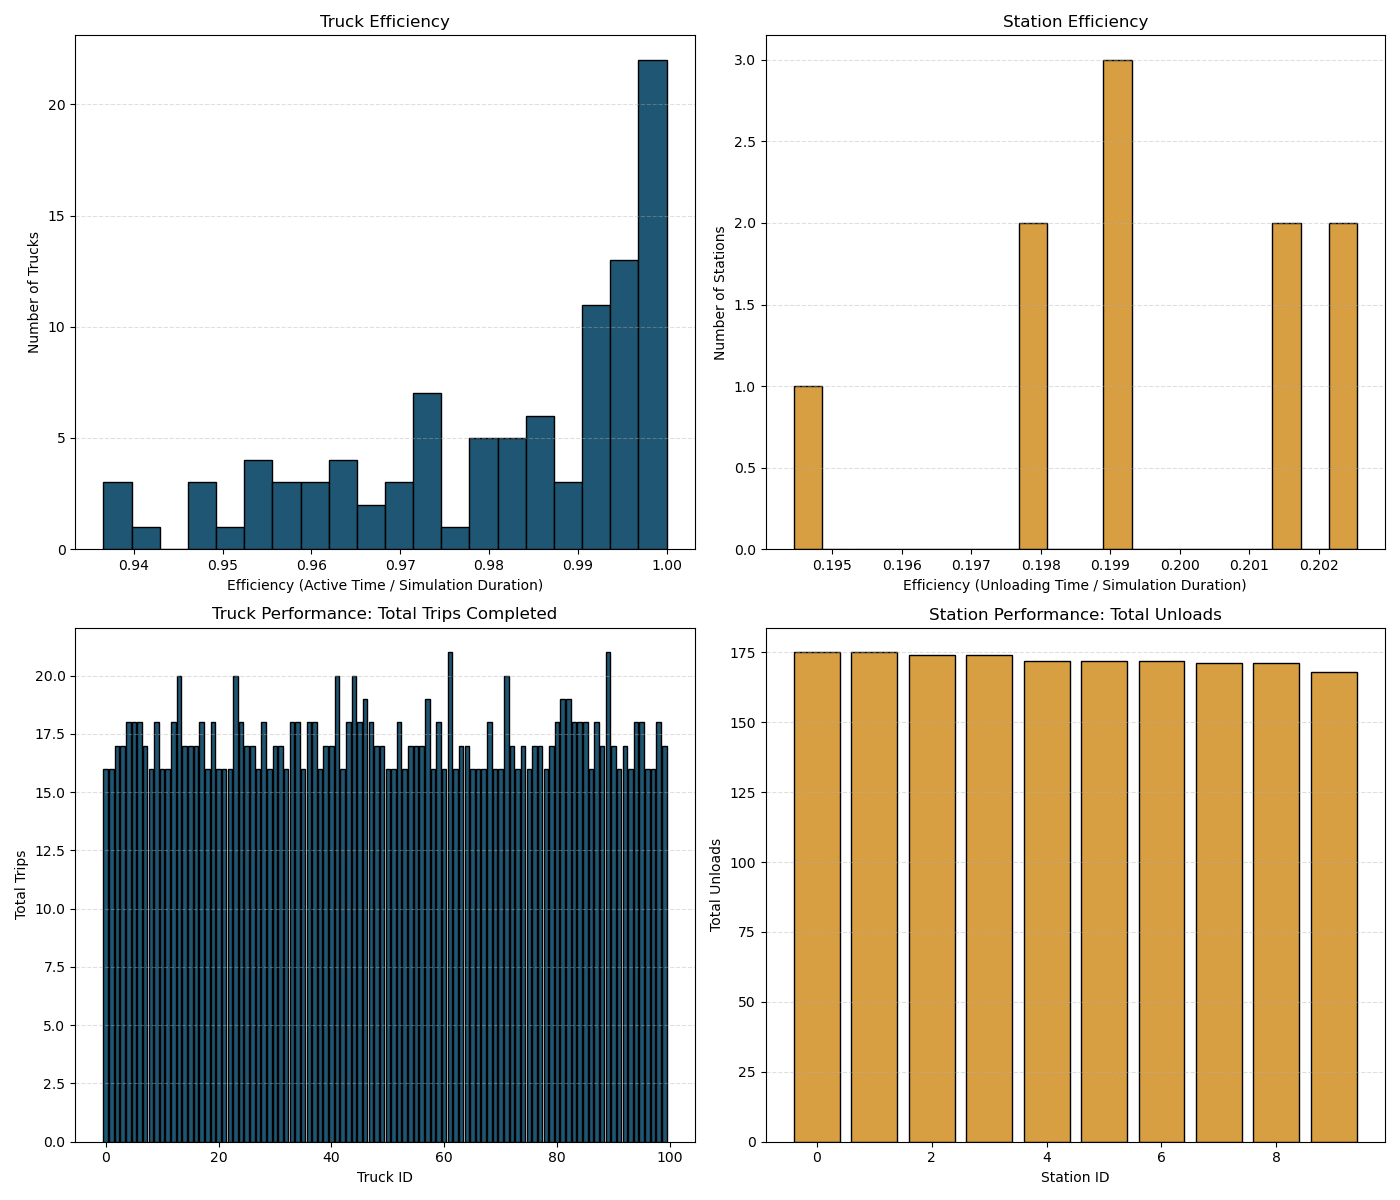 Truck Efficiency
Number of Trucks
20
15
10
5
0
0.94 0.95 0.96 0.97 0.98 0.99 1.00
Efficiency (Active Time / Simulation Duration)
Station Efficiency
Number of Stations
3.0
2.5
2.0
1.5
1.0
0.5
0.0
0.195 0.196 0.197 0.198 0.199 0.200 0.201 0.202
Efficiency (Unloading Time / Simulation Duration)
Truck Performance: Total Trips Completed
Total Trips
20.0
17.5
15.0
12.5
10.0
7.5
5.0
2.5
0.0
0 20 40 60 80 100
Truck ID
Station Performance: Total Unloads
Total Unloads
175
150
125
100
75
50
25
0
0 2 4 6 8
Station ID